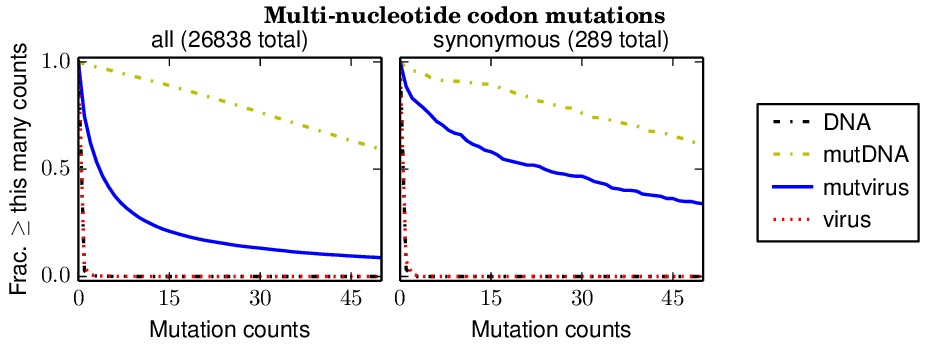 Multi-nucleotide codon mutations
all (26838 total)
synonymous (289 total)
Frac. ≥ this many counts
1.0
0.5
0.0
0 15 30 45
0 15 30 45
Mutation counts
Mutation counts
DNA
mutDNA
mutvirus
virus